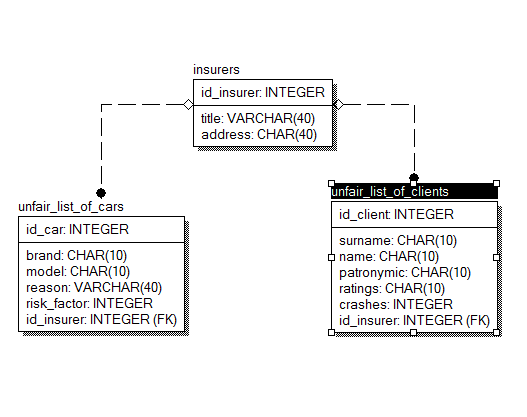 insurers
id_insurer: INTEGER
title: VARCHAR(40)
address: CHAR(40)
unfair_list_of_cars
id_car: INTEGER
brand: CHAR(10)
model: CHAR(10)
reason: VARCHAR(40)
risk_factor: INTEGER
id_insurer: INTEGER (FK)
unfair_list_of_clients
id_client: INTEGER
surname: CHAR(10)
name: CHAR(10)
patronymic: CHAR(10)
ratings: CHAR(10)
crashes: INTEGER
id_insurer: INTEGER (FK)